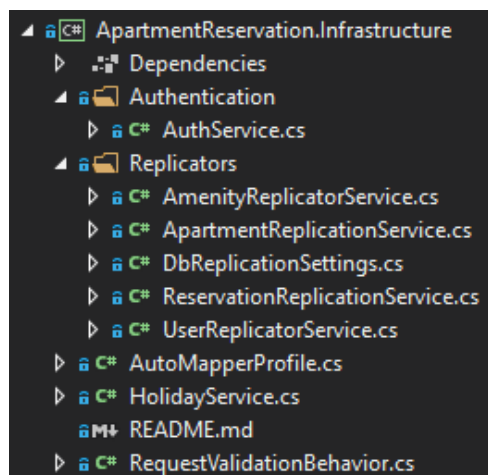 C# ApartmentReservation.Infrastructure
Dependencies
Authentication
C# AuthService.cs
Replicators
C# AmenityReplicatorService.cs
C# ApartmentReplicationService.cs
C# DbReplicationSettings.cs
C# ReservationReplicationService.cs
C# UserReplicatorService.cs
C# AutoMapperProfile.cs
C# HolidayService.cs
M↓ README.md
C# RequestValidationBehavior.cs